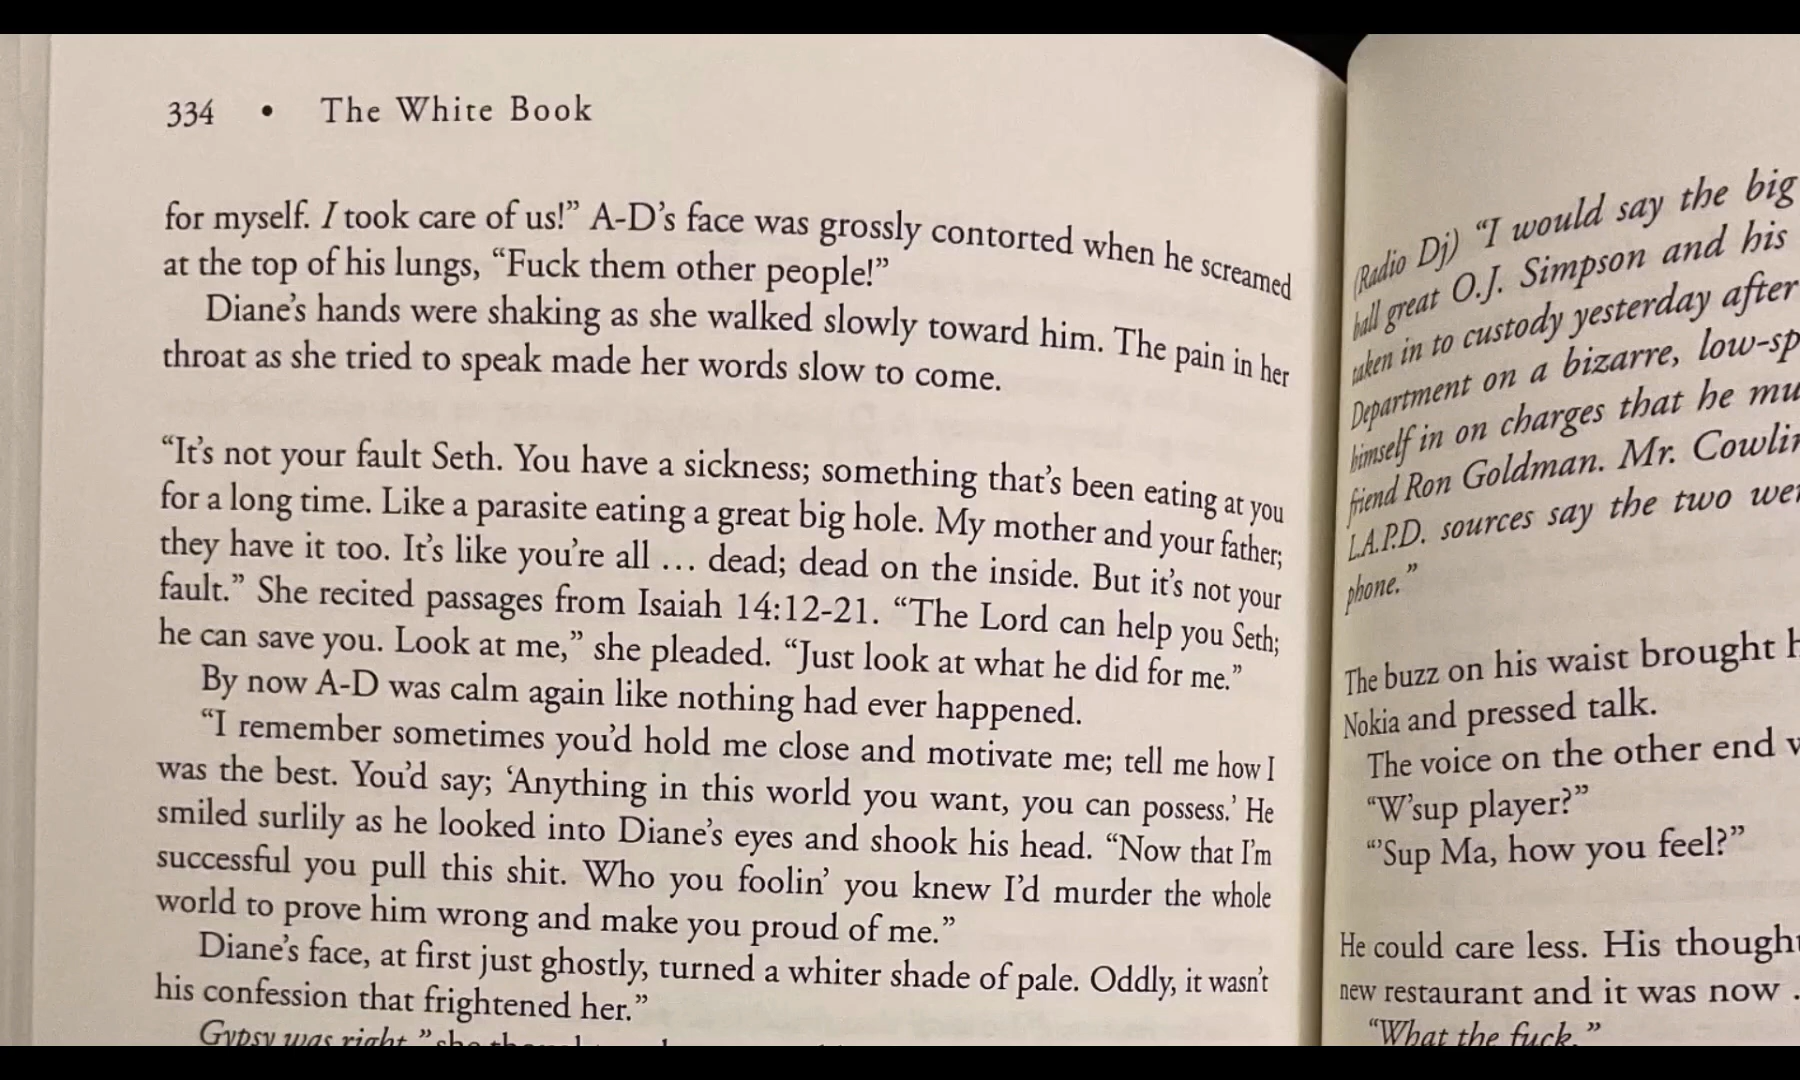 334 • The White Book
for myself. I took care of us!” A-D’s face was grossly contorted when he screamed
at the top of his lungs, “Fuck them other people!”
Diane’s hands were shaking as she walked slowly toward him. The pain in her
throat as she tried to speak made her words slow to come.
“It’s not your fault Seth. You have a sickness; something that’s been eating at you
for a long time. Like a parasite eating a great big hole. My mother and your father;
they have it too. It’s like you’re all … dead; dead on the inside. But it’s not your
fault.” She recited passages from Isaiah 14:12-21. “The Lord can help you Seth;
he can save you. Look at me,” she pleaded. “Just look at what he did for me.”
By now A-D was calm again like nothing had ever happened.
“I remember sometimes you’d hold me close and motivate me; tell me how I
was the best. You’d say; ‘Anything in this world you want, you can possess.’ He
smiled surlily as he looked into Diane’s eyes and shook his head. “Now that I’m
successful you pull this shit. Who you foolin’ you knew I’d murder the whole
world to prove him wrong and make you proud of me.”
Diane’s face, at first just ghostly, turned a whiter shade of pale. Oddly, it wasn’t
his confession that frightened her.”
Gypsy was right,” she
(Radio Dj) “I would say the big
ball great O.J. Simpson and his
taken in to custody yesterday after
Department on a bizarre, low-sp
himself in on charges that he mu
friend Ron Goldman. Mr. Cowlin
L.A.P.D. sources say the two wer
phone.”
The buzz on his waist brought h
Nokia and pressed talk.
The voice on the other end w
“W’sup player?”
“’Sup Ma, how you feel?”
He could care less. His thought
new restaurant and it was now .
“What the fuck.”